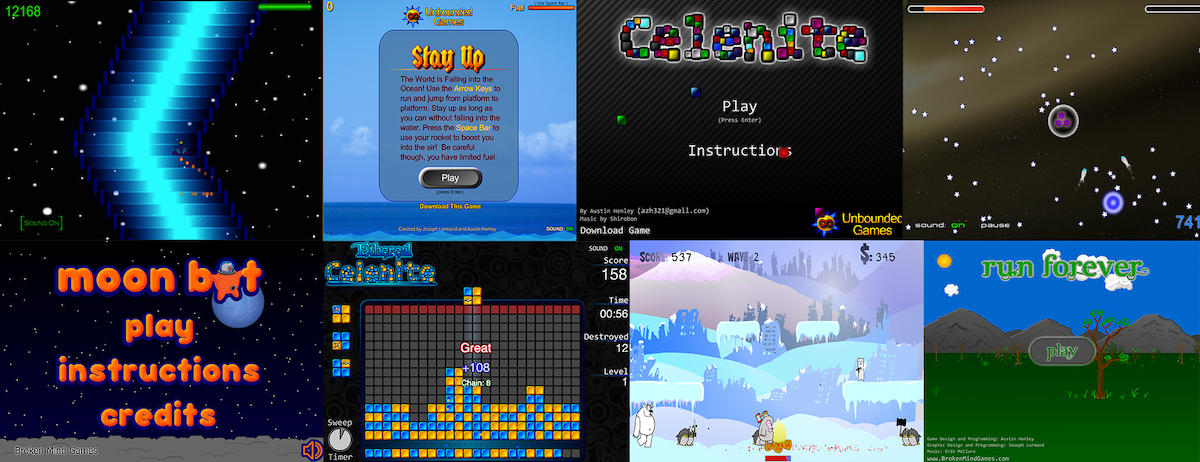 12168
SOUND ON
0
Unbounded
Games
( Use Space Bar )
Fuel
Stay Up
The World Is Falling into the
Ocean! Use the Arrow Keys to
run and jump from platform to
platform. Stay up as long as
you can without falling into the
water. Press the Space Bar to
use your rocket to boost you
into the air! Be careful
though, you have limited fuel.
Play
(press Enter)
Download This Game
Created by Joseph Lormand and Austin Henley
SOUND: ON
Celenite
Play
(Press Enter)
Instructions
By Austin Henley (azh321@gmail.com)
Music by Shirobon
Download Game
Unbounded
Games
sound: on pause
741
moon bot
play
instructions
credits
Broken Mind Games
Ethereal
Celenite
SOUND ON
Score
158
Time
00:56
Destroyed
12
Level
1
Great
+108
Chain: 8
Sweep
Timer
SCORE: 537 WAVE 2 $: 345
run forever
play
Game Design and Programming: Austin Henley
Graphic Design and Programming: Joseph Lormand
Music: Erik McClure
www.BrokenMindGames.com